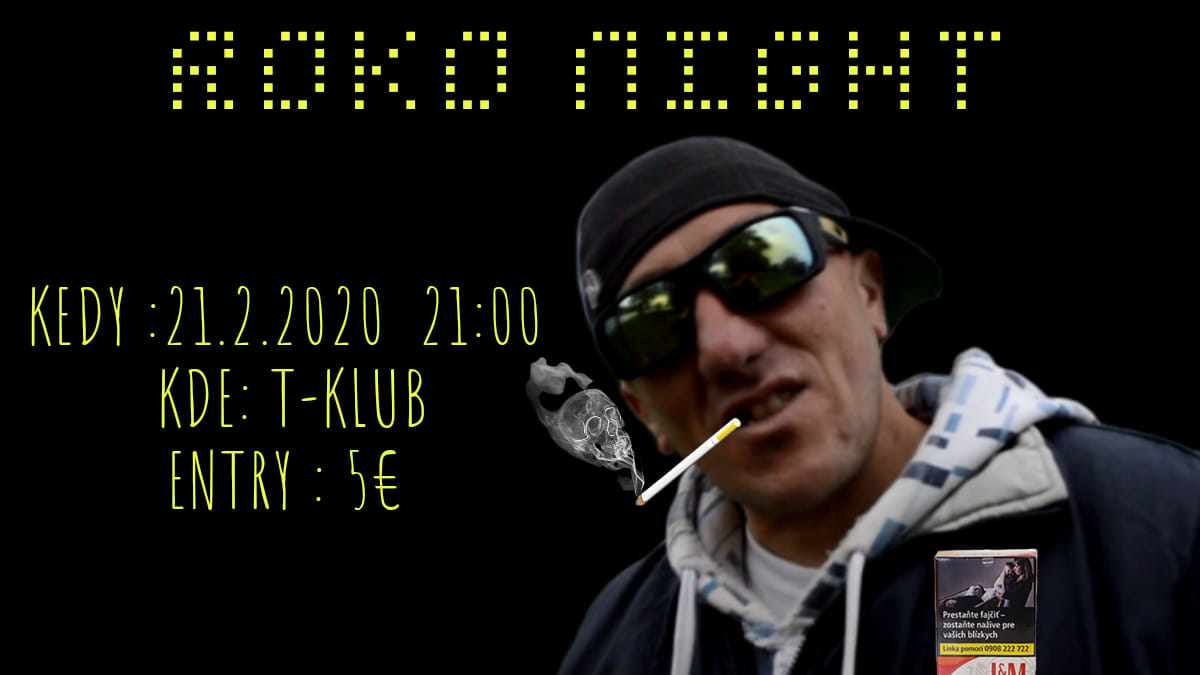 ROKO NIGHT
KEDY :21.2.2020 21:00
KDE: T-KLUB
ENTRY : 5€
Prestaňte fajčiť –
zostaňte nažive pre
vašich blízkych
Linka pomoci 0908 222 722
L&M